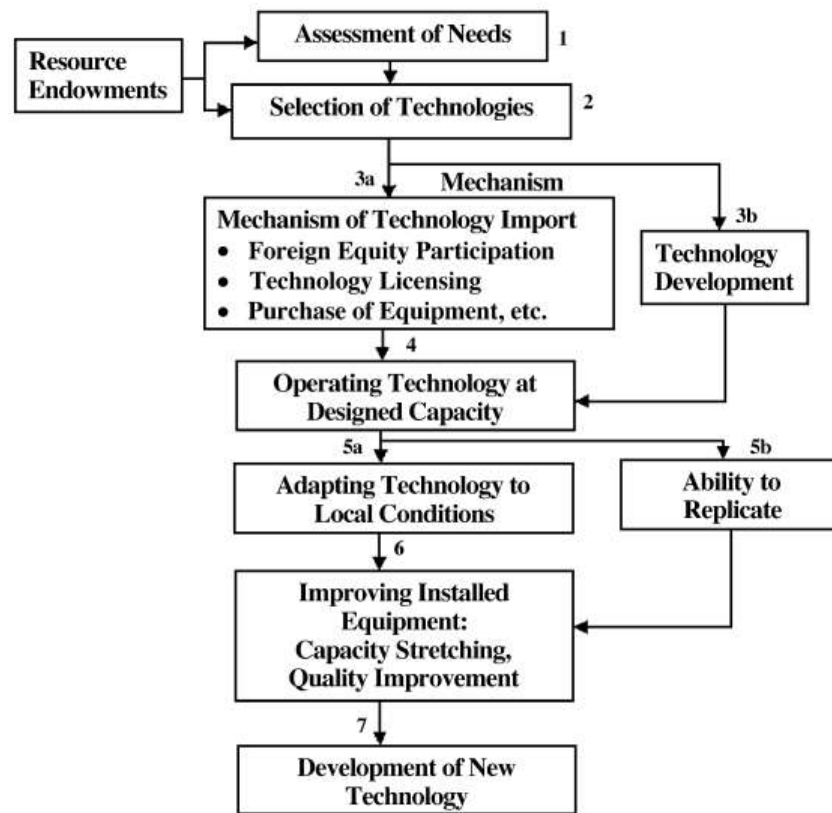 Assessment of Needs
1
Resource
Endowments
Selection of Technologies
2
3a
Mechanism
3b
Mechanism of Technology Import
• Foreign Equity Participation
• Technology Licensing
• Purchase of Equipment, etc.
Technology
Development
4
Operating Technology at
Designed Capacity
5a
5b
Adapting Technology to
Local Conditions
Ability to
Replicate
6
Improving Installed
Equipment:
Capacity Stretching,
Quality Improvement
7
Development of New
Technology